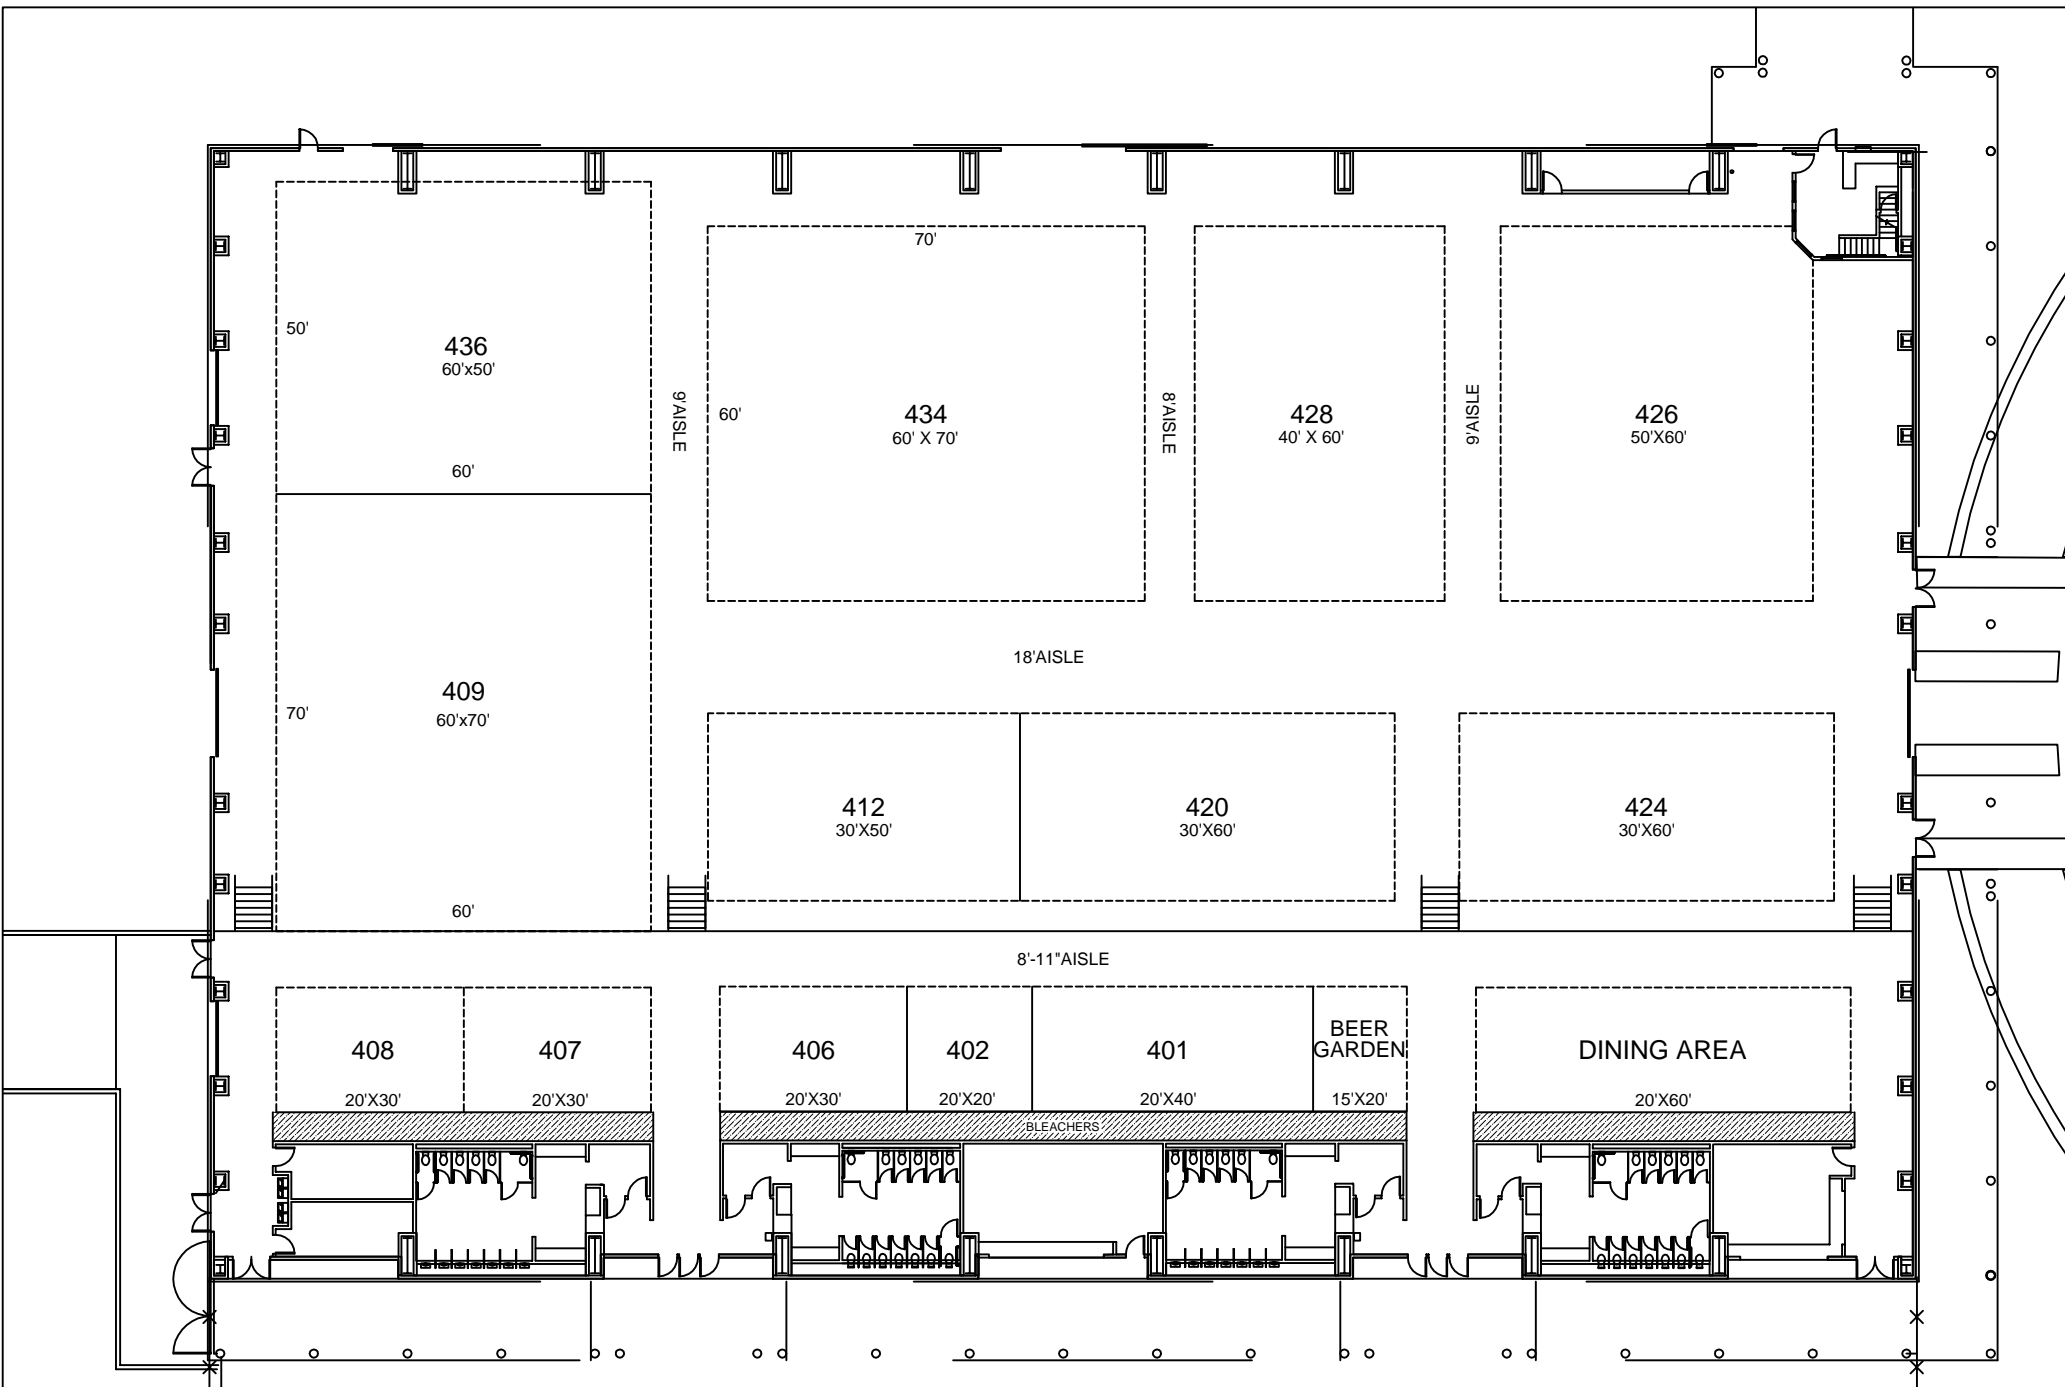 70'
50'
436
60'x50'
60'
9'AISLE
60'
434
60' X 70'
8'AISLE
428
40' X 60'
9'AISLE
426
50'X60'
18'AISLE
409
60'x70'
70'
60'
412
30'X50'
420
30'X60'
424
30'X60'
8'-11"AISLE
408
20'X30'
407
20'X30'
406
20'X30'
402
20'X20'
401
20'X40'
BEER
GARDEN
15'X20'
DINING AREA
20'X60'
BLEACHERS